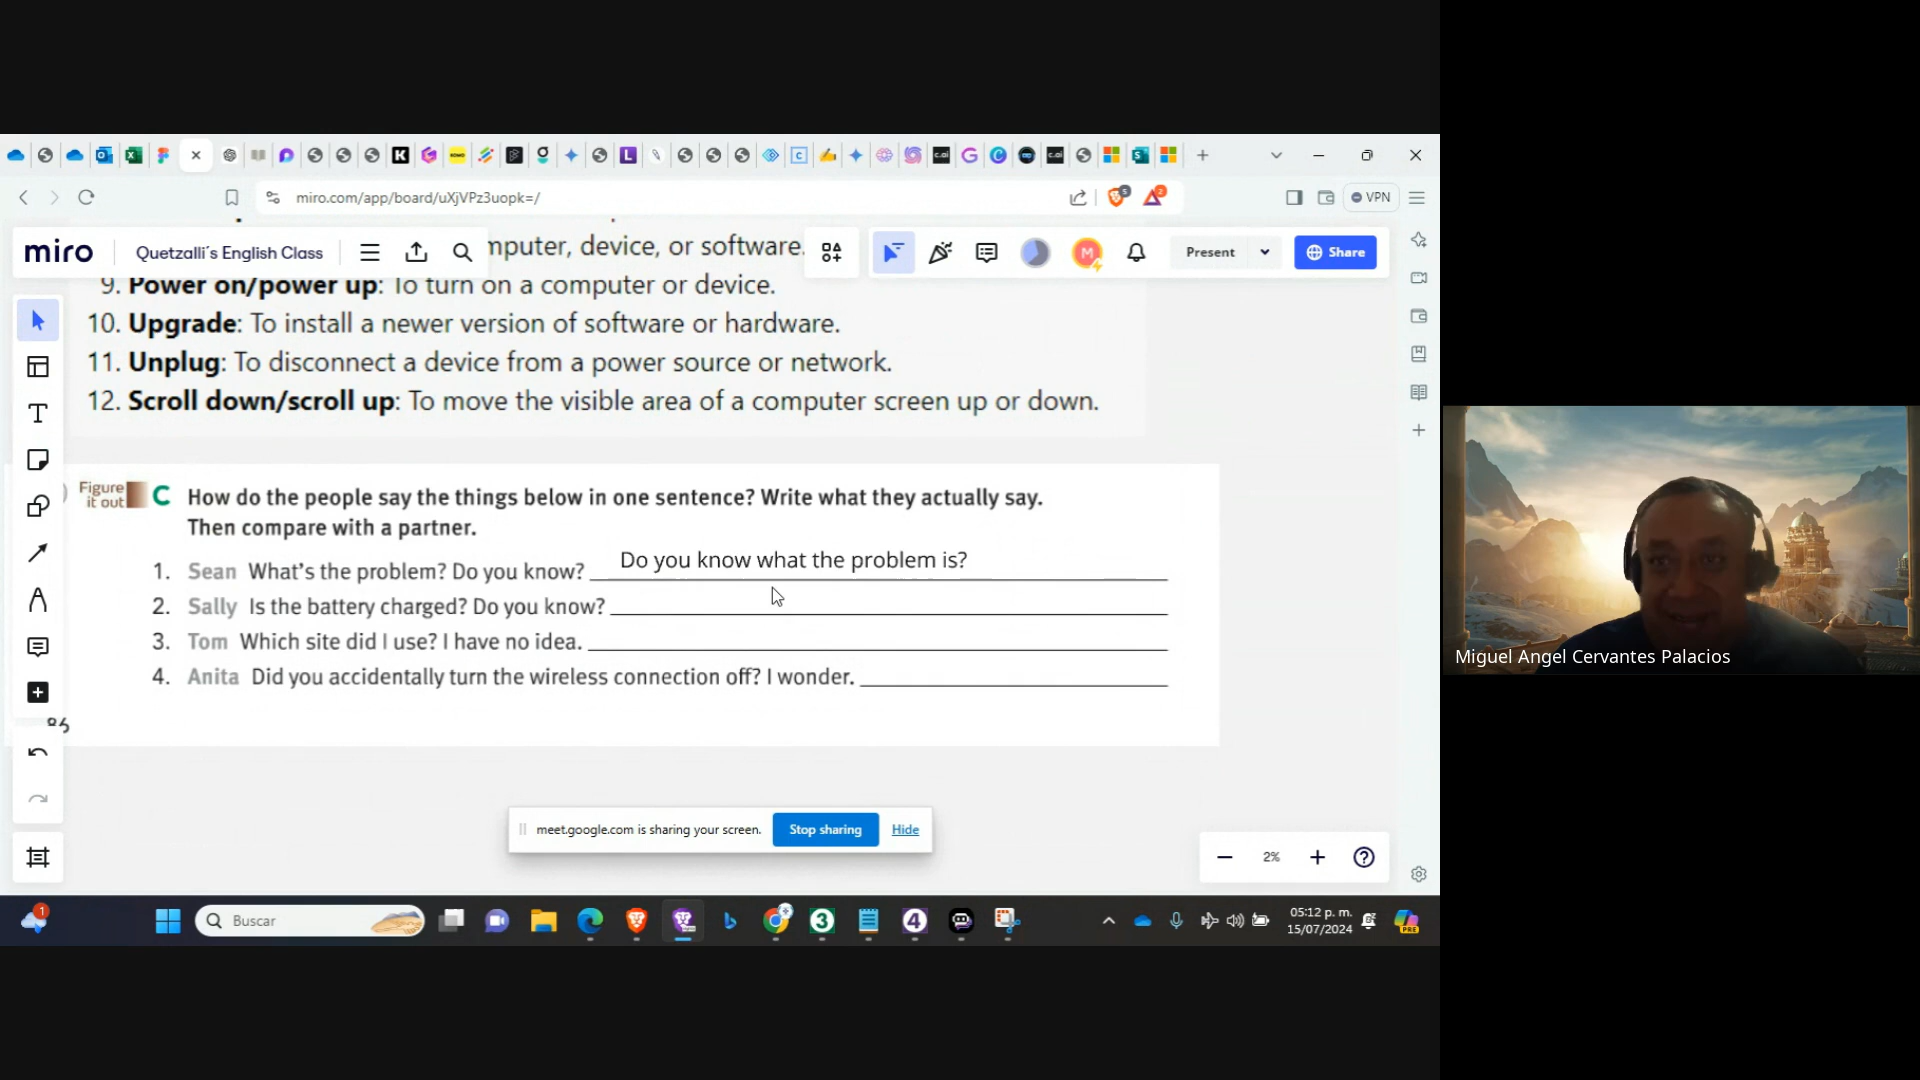 miro.com/app/board/uXjVPz3uopk=/
VPN
miro
Quetzalli´s English Class
mputer, device, or software.
Present
Share
9. Power on/power up: To turn on a computer or device.
10. Upgrade: To install a newer version of software or hardware.
11. Unplug: To disconnect a device from a power source or network.
12. Scroll down/scroll up: To move the visible area of a computer screen up or down.
Figure it out C How do the people say the things below in one sentence? Write what they actually say.
Then compare with a partner.
1. Sean What's the problem? Do you know? Do you know what the problem is?
2. Sally Is the battery charged? Do you know?
3. Tom Which site did I use? I have no idea.
4. Anita Did you accidentally turn the wireless connection off? I wonder.
86
meet.google.com is sharing your screen.
Stop sharing
Hide
2%
Buscar
05:12 p. m.
15/07/2024
Miguel Angel Cervantes Palacios